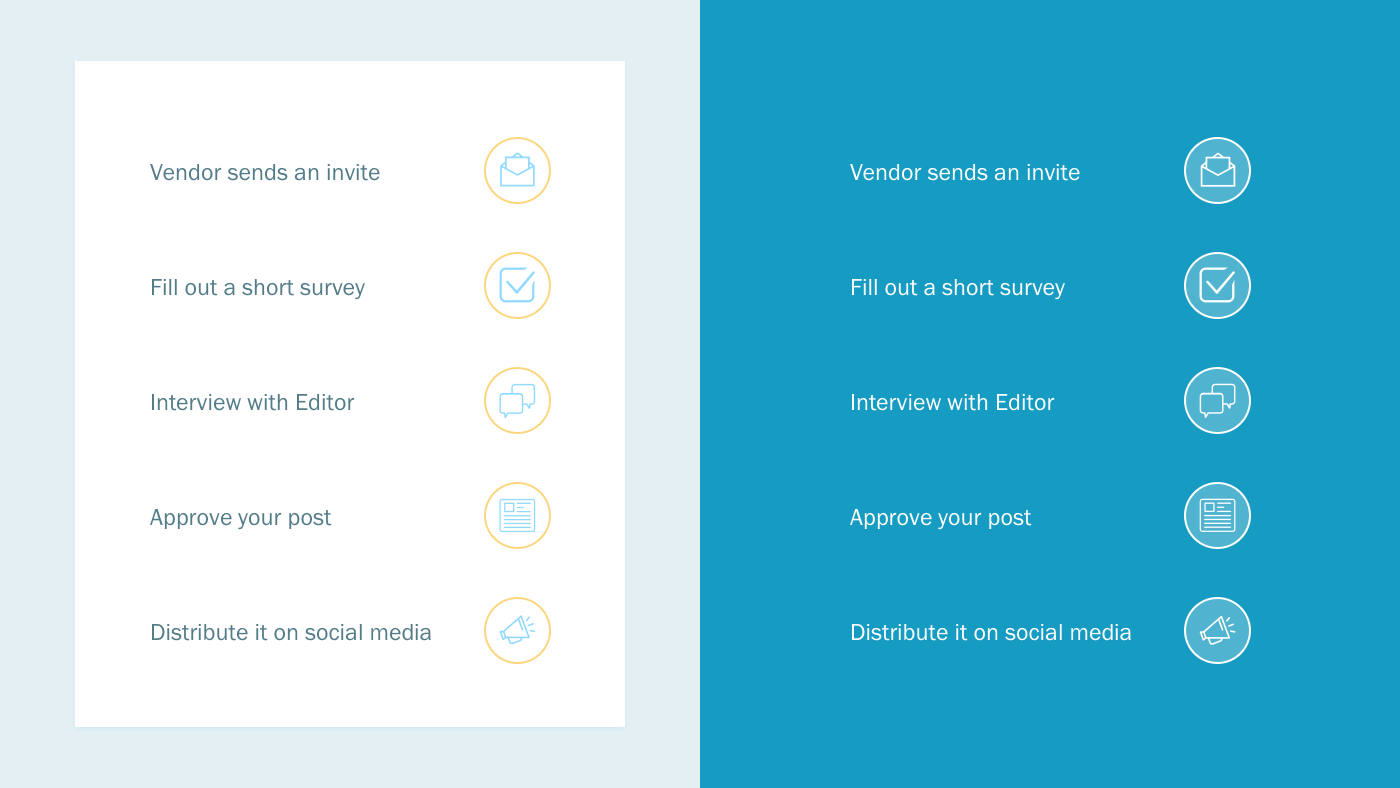 Vendor sends an invite
Fill out a short survey
Interview with Editor
Approve your post
Distribute it on social media
Vendor sends an invite
Fill out a short survey
Interview with Editor
Approve your post
Distribute it on social media